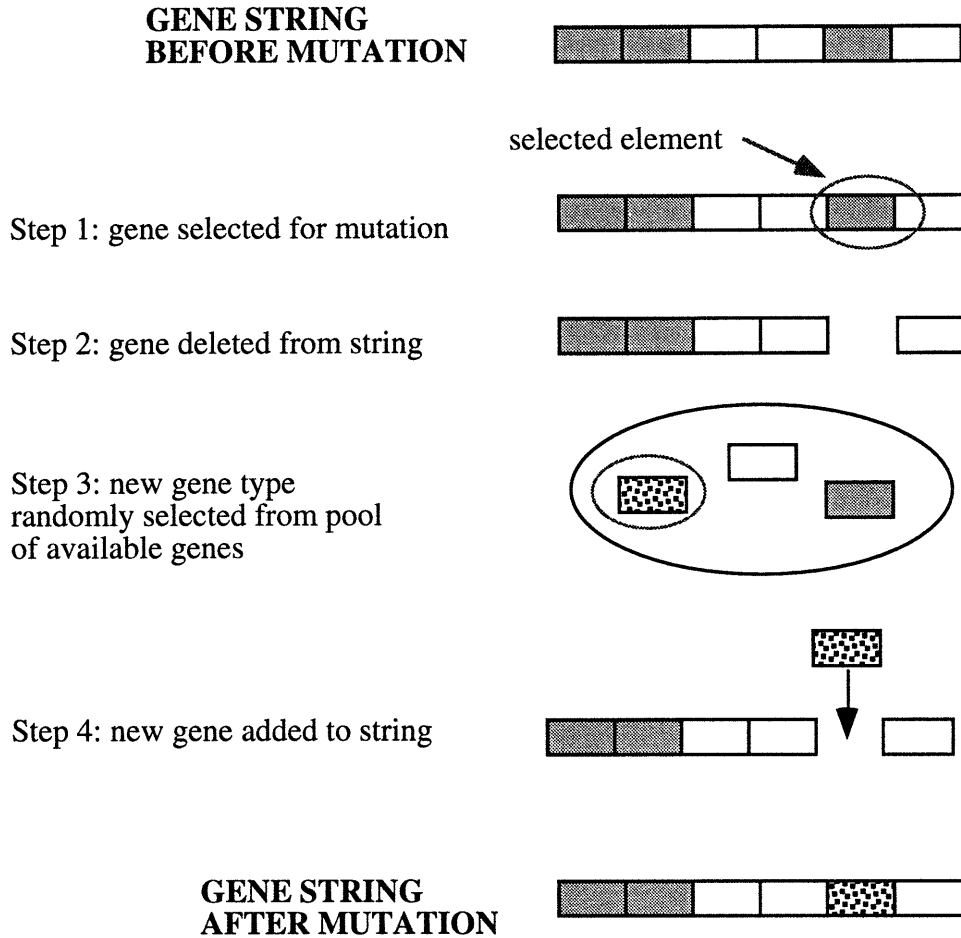 GENE STRING
BEFORE MUTATION
selected element
Step 1: gene selected for mutation
Step 2: gene deleted from string
Step 3: new gene type
randomly selected from pool
of available genes
Step 4: new gene added to string
GENE STRING
AFTER MUTATION